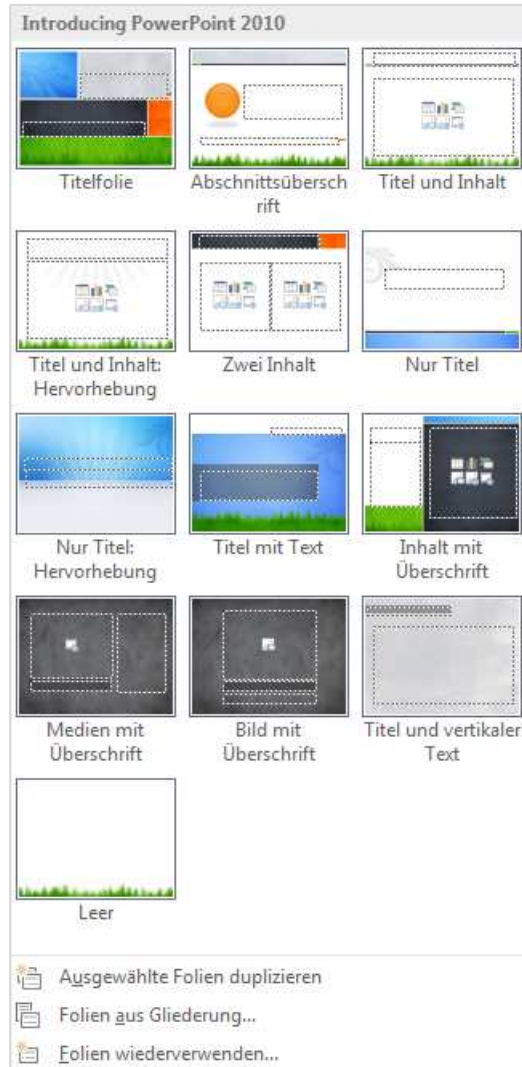 Introducing PowerPoint 2010
Titelfolie
Abschnittsübersch
rift
Titel und Inhalt
Titel und Inhalt:
Hervorhebung
Zwei Inhalt
Nur Titel
Nur Titel:
Hervorhebung
Titel mit Text
Inhalt mit
Überschrift
Medien mit
Überschrift
Bild mit
Überschrift
Titel und vertikaler
Text
Leer
Ausgewählte Folien duplizieren
Folien aus Gliederung...
Folien wiederverwenden...